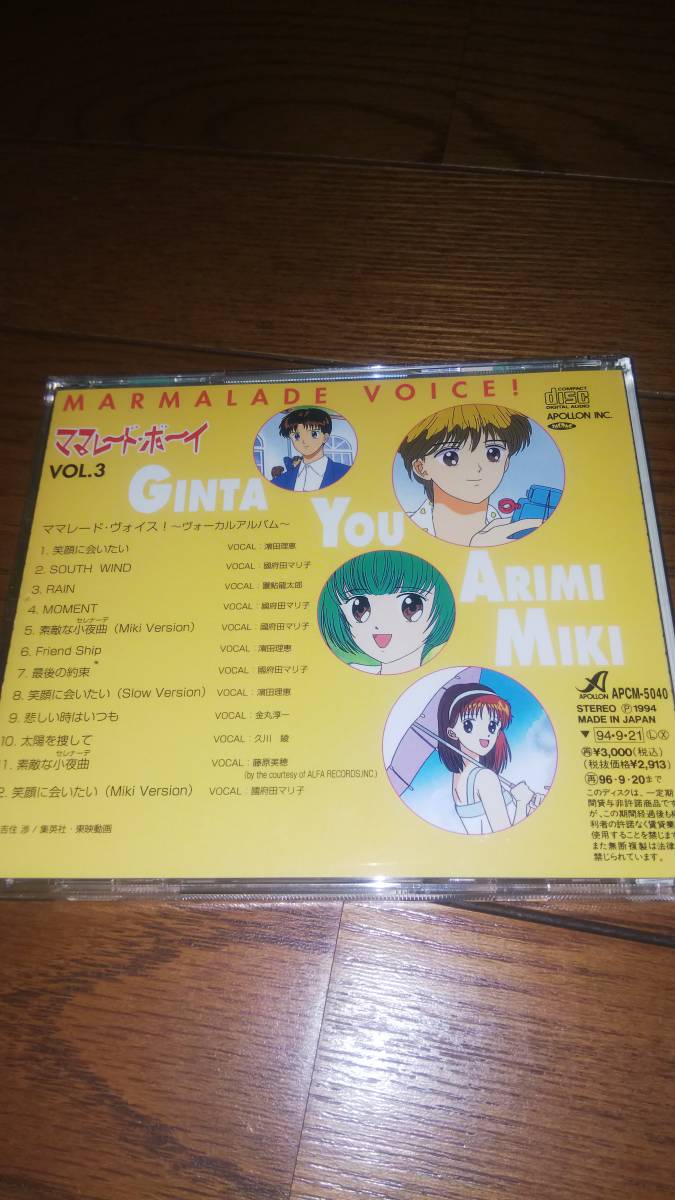 MARMALADE VOICE!
COMPACT
disc
DIGITAL AUDIO
APOLLON INC.
ママレード・ボーイ
VOL.3
GINTA
YOU
ARIMI
MIKI
ママレード・ヴォイス！～ヴォーカルアルバム～
1. 笑顔に会いたい VOCAL：濱田理恵
2. SOUTH WIND VOCAL：國府田マリ子
3. RAIN VOCAL：置鮎龍太郎
4. MOMENT VOCAL：國府田マリ子
セレナーデ
5. 素敵な小夜曲 (Miki Version) VOCAL：國府田マリ子
6. Friend Ship VOCAL：濱田理恵
7. 最後の約束 VOCAL：國府田マリ子
8. 笑顔に会いたい (Slow Version) VOCAL：濱田理恵
9. 悲しい時はいつも VOCAL：金丸淳一
10. 太陽を捜して VOCAL：久川 綾
セレナーデ
1. 素敵な小夜曲 VOCAL：藤原美穂
(by the courtesy of ALFA RECORDS,INC.)
2. 笑顔に会いたい (Miki Version) VOCAL：國府田マリ子
吉住 渉/集英社・東映動画
APOLLON APCM-5040
STEREO Ⓟ1994
MADE IN JAPAN
▼94・9・21ⓁⓍ
再¥3,000(税込)
(税抜価格¥2,913)
再96・9・20まで
このディスクは、一定期
間貸与非許諾商品です
が、この期間経過後も権
利者の許諾なく賃貸業
使用することを禁じます
また無断複製は法律
禁じられています。